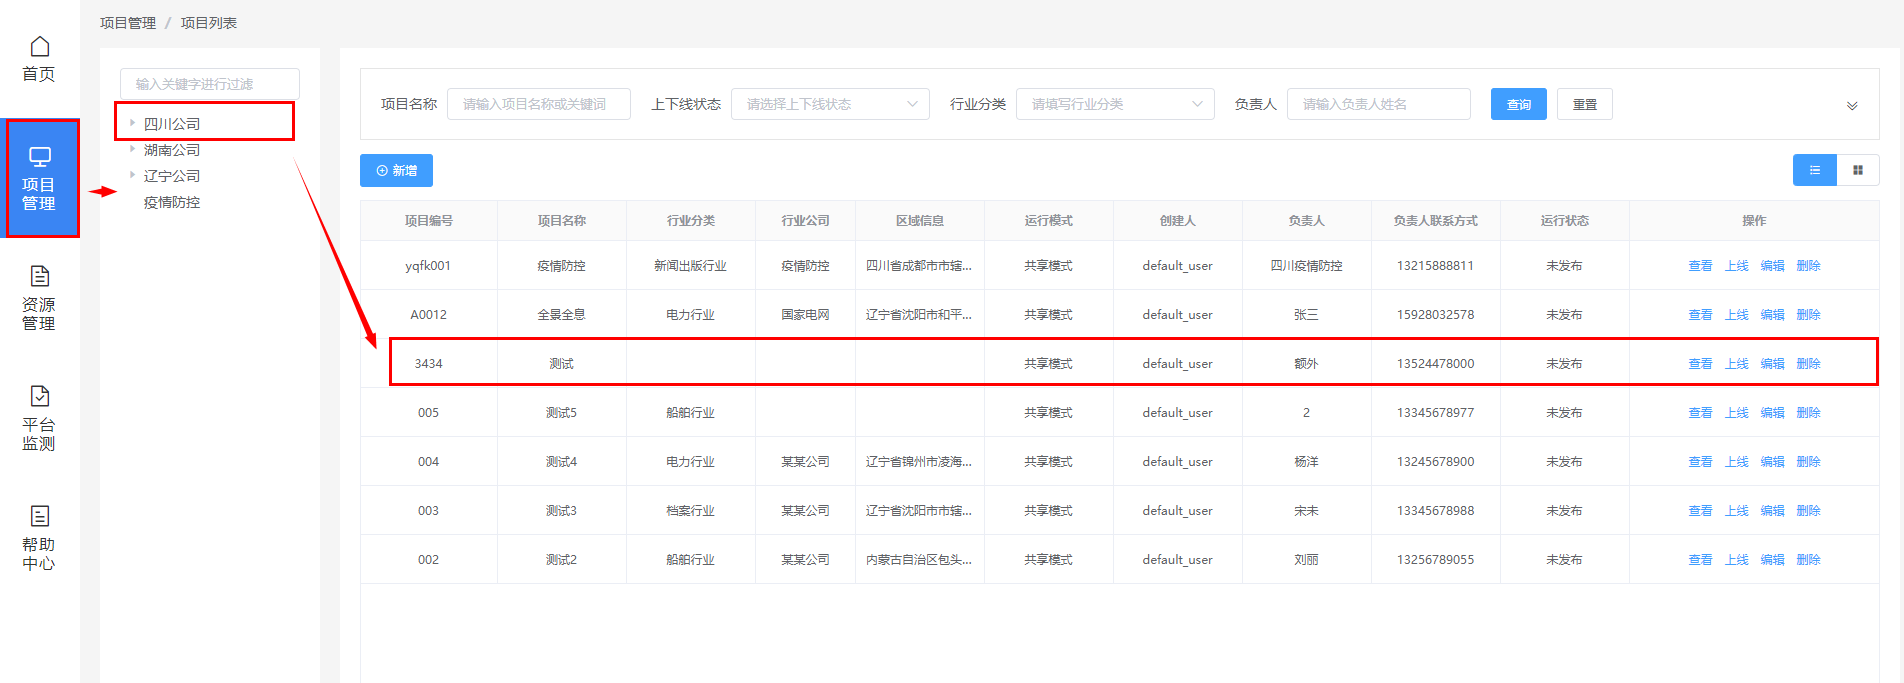 项目管理 / 项目列表
首页
项目
管理
资源
管理
平台
监测
帮助
中心
输入关键字进行过滤
四川公司
湖南公司
辽宁公司
疫情防控
项目名称 请输入项目名称或关键词 上下线状态 请选择上下线状态 行业分类 请填写行业分类 负责人 请输入负责人姓名 查询 重置
新增
项目编号 项目名称 行业分类 行业公司 区域信息 运行模式 创建人 负责人 负责人联系方式 运行状态 操作
yqfk001 疫情防控 新闻出版行业 疫情防控 四川省成都市市辖... 共享模式 default_user 四川疫情防控 13215888811 未发布 查看 上线 编辑 删除
A0012 全景全息 电力行业 国家电网 辽宁省沈阳市和平... 共享模式 default_user 张三 15928032578 未发布 查看 上线 编辑 删除
3434 测试 共享模式 default_user 额外 13524478000 未发布 查看 上线 编辑 删除
005 测试5 船舶行业 共享模式 default_user 2 13345678977 未发布 查看 上线 编辑 删除
004 测试4 电力行业 某某公司 辽宁省锦州市凌海... 共享模式 default_user 杨洋 13245678900 未发布 查看 上线 编辑 删除
003 测试3 档案行业 某某公司 辽宁省沈阳市市辖... 共享模式 default_user 宋未 13345678988 未发布 查看 上线 编辑 删除
002 测试2 船舶行业 某某公司 内蒙古自治区包头... 共享模式 default_user 刘丽 13256789055 未发布 查看 上线 编辑 删除